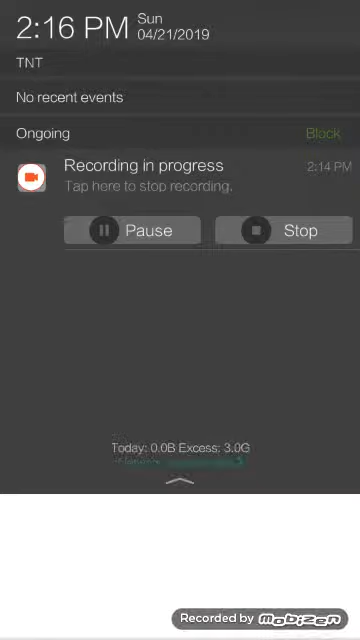 2:16 PM Sun
04/21/2019
TNT
No recent events
Ongoing Block
Recording in progress 2:14 PM
Tap here to stop recording.
Pause Stop
Today: 0.0B Excess: 3.0G
Recorded by mobizen